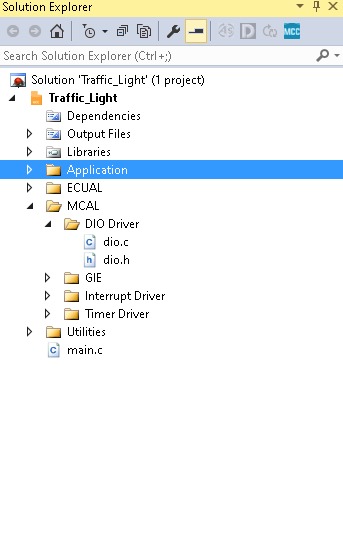 Solution Explorer
MCC
Search Solution Explorer (Ctrl+;)
Solution 'Traffic_Light' (1 project)
Traffic_Light
Dependencies
Output Files
Libraries
Application
ECUAL
MCAL
DIO Driver
C dio.c
h dio.h
GIE
Interrupt Driver
Timer Driver
Utilities
C main.c